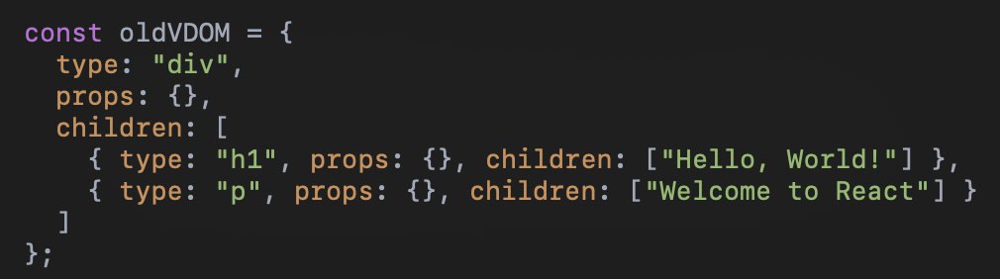 const oldVDOM = {
  type: "div",
  props: {},
  children: [
    { type: "h1", props: {}, children: ["Hello, World!"] },
    { type: "p", props: {}, children: ["Welcome to React"] }
  ]
};